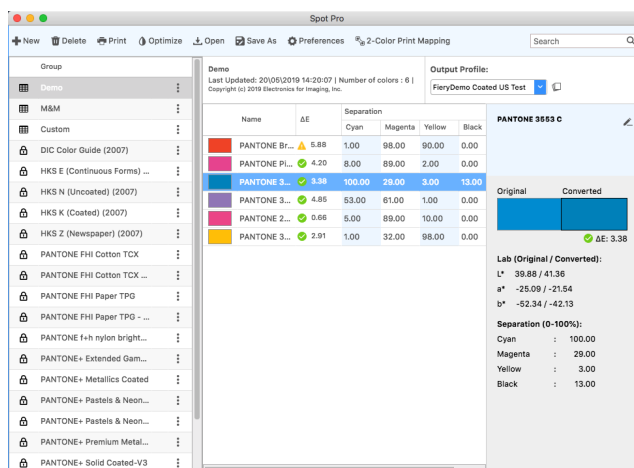 Spot Pro
New Delete Print Optimize Open Save As Preferences 2-Color Print Mapping Search
Group
Demo
M&M
Custom
DIC Color Guide (2007)
HKS E (Continuous Forms) ...
HKS N (Uncoated) (2007)
HKS K (Coated) (2007)
HKS Z (Newspaper) (2007)
PANTONE FHI Cotton TCX
PANTONE FHI Cotton TCX ...
PANTONE FHI Paper TPG
PANTONE FHI Paper TPG - ...
PANTONE f+h nylon bright...
PANTONE+ Extended Gam...
PANTONE+ Metallics Coated
PANTONE+ Pastels & Neon...
PANTONE+ Pastels & Neon...
PANTONE+ Premium Metal...
PANTONE+ Solid Coated-V3
Demo
Last Updated: 20\05\2019 14:20:07 | Number of colors : 6 |
Copyright (c) 2019 Electronics for Imaging, Inc.
Output Profile:
FieryDemo Coated US Test
Name ΔE Separation
Cyan Magenta Yellow Black
PANTONE Br... 5.88 1.00 98.00 90.00 0.00
PANTONE Pi... 4.20 8.00 89.00 2.00 0.00
PANTONE 3... 3.38 100.00 29.00 3.00 13.00
PANTONE 3... 4.85 53.00 61.00 1.00 0.00
PANTONE 2... 0.66 5.00 89.00 10.00 0.00
PANTONE 3... 2.91 1.00 32.00 98.00 0.00
PANTONE 3553 C
Original Converted
ΔE: 3.38
Lab (Original / Converted):
L* 39.88 / 41.36
a* -25.09 / -21.54
b* -52.34 / -42.13
Separation (0-100%):
Cyan : 100.00
Magenta : 29.00
Yellow : 3.00
Black : 13.00